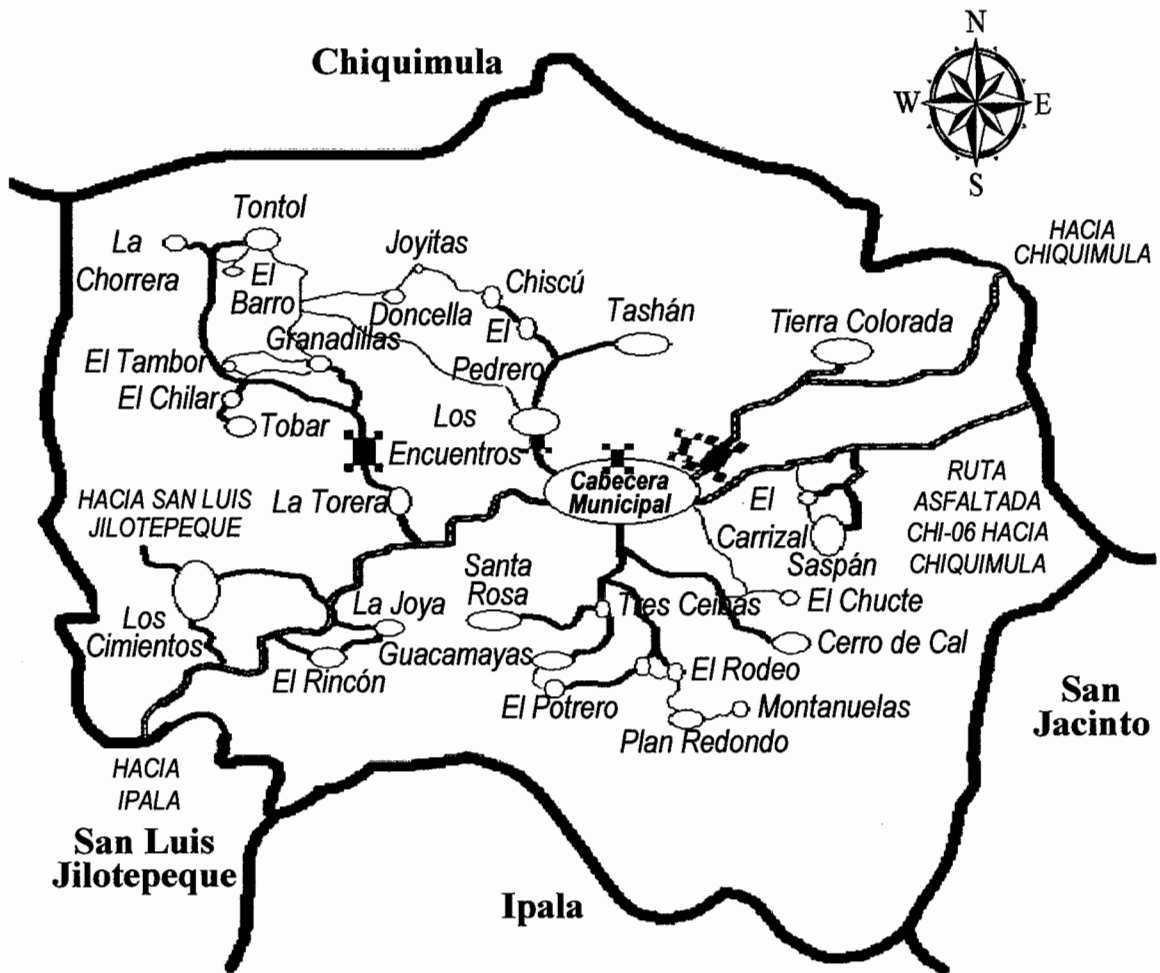 N
Chiquimula
W E
S
Tontol
HACIA
CHIQUIMULA
La
Chorrera
Joyitas
El
Barro
Chiscú
Doncella
El
Pedrero
Tashán
Tierra Colorada
Granadillas
El Tambor
El Chilar
Tobar
Los
Encuentros
Cabecera
Municipal
HACIA SAN LUIS
JILOTEPEQUE
La Torera
El
Carrizal
Saspán
RUTA
ASFALTADA
CHI-06 HACIA
CHIQUIMULA
Santa
Rosa
Tres Ceibas
El Chucte
Los
Cimientos
La Joya
Guacamayas
Cerro de Cal
El Rincón
El Potrero
El Rodeo
Montanuelas
Plan Redondo
San
Jacinto
HACIA
IPALA
San Luis
Jilotepeque
Ipala